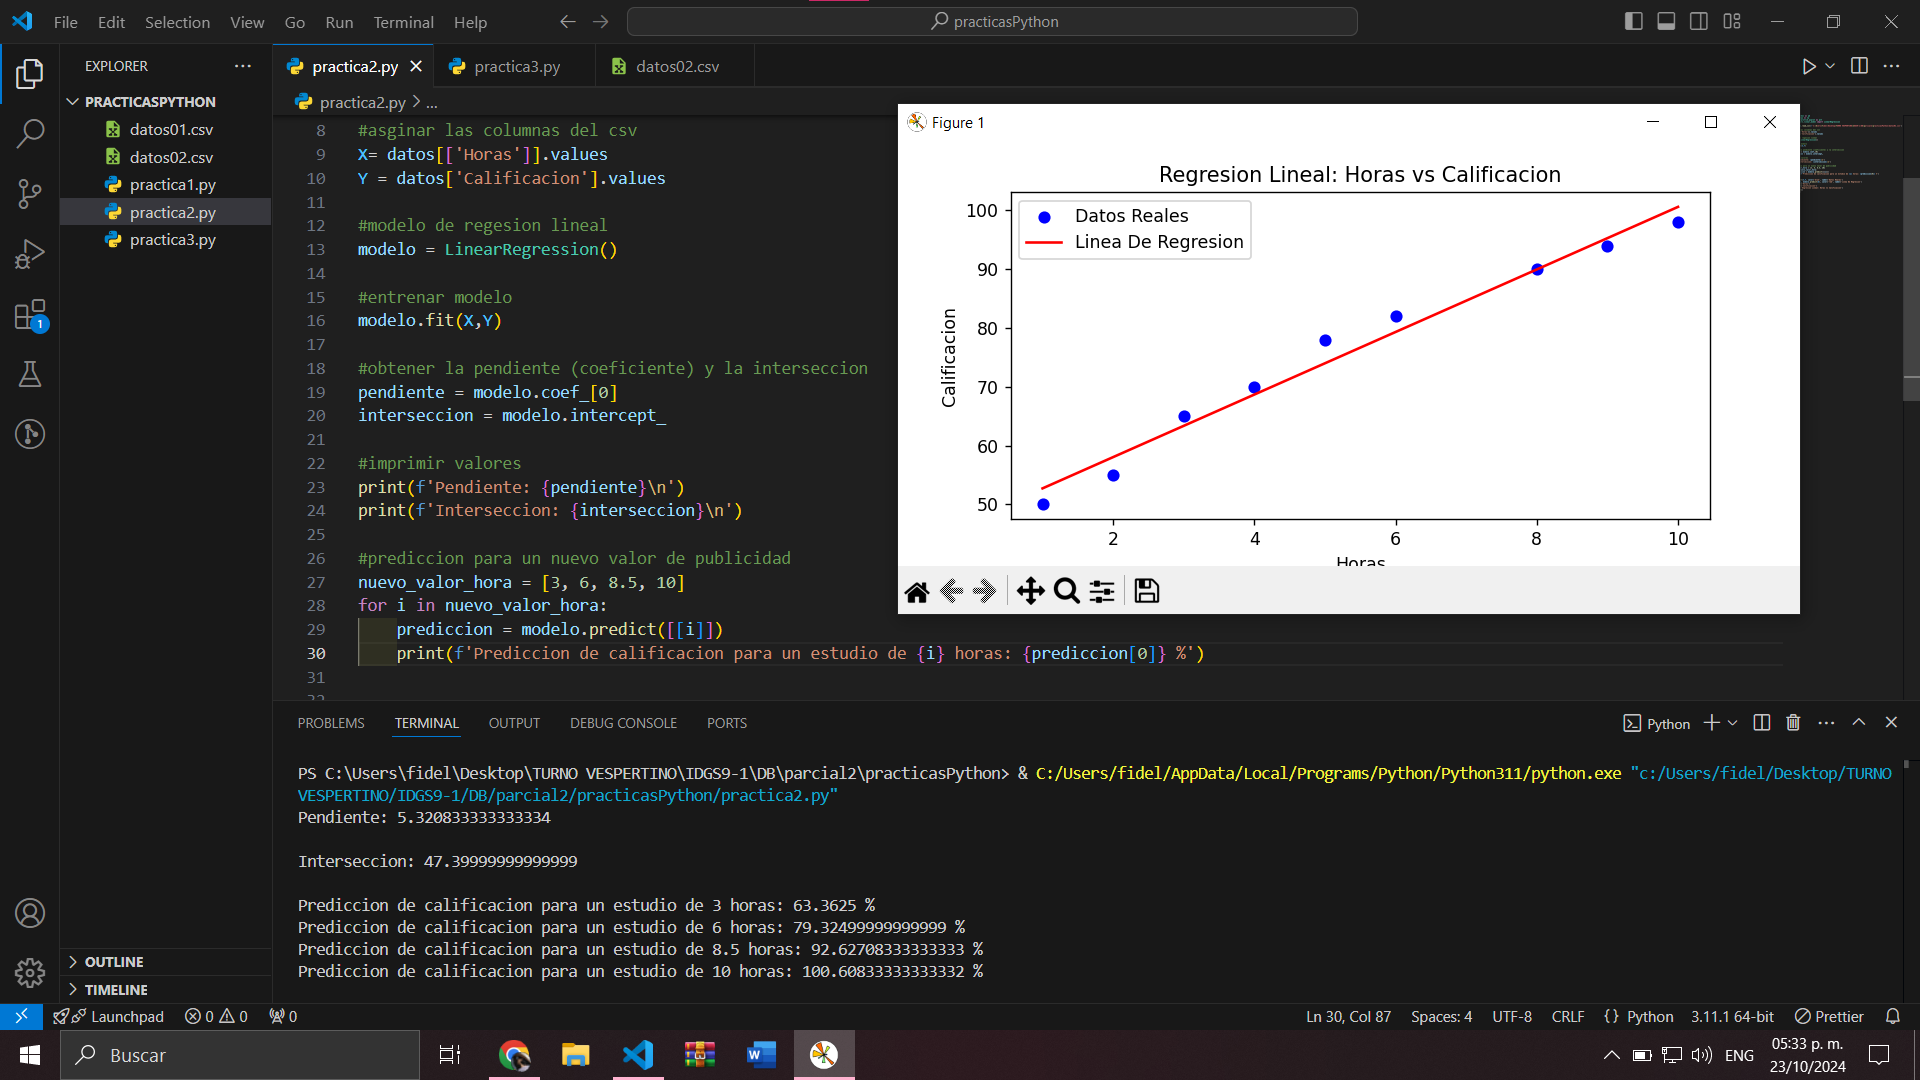 File Edit Selection View Go Run Terminal Help
practicasPython
EXPLORER
PRACTICASPYTHON
datos01.csv
datos02.csv
practica1.py
practica2.py
practica3.py
OUTLINE
TIMELINE
1
practica2.py
practica3.py
datos02.csv
practica2.py > ...
8 #asginar las columnas del csv
9 X= datos[['Horas']].values
10 Y = datos['Calificacion'].values
11
12 #modelo de regesion lineal
13 modelo = LinearRegression()
14
15 #entrenar modelo
16 modelo.fit(X,Y)
17
18 #obtener la pendiente (coeficiente) y la interseccion
19 pendiente = modelo.coef_[0]
20 interseccion = modelo.intercept_
21
22 #imprimir valores
23 print(f'Pendiente: {pendiente}\n')
24 print(f'Interseccion: {interseccion}\n')
25
26 #prediccion para un nuevo valor de publicidad
27 nuevo_valor_hora = [3, 6, 8.5, 10]
28 for i in nuevo_valor_hora:
29 prediccion = modelo.predict([[i]])
30 print(f'Prediccion de calificacion para un estudio de {i} horas: {prediccion[0]} %')
31
Figure 1
Regresion Lineal: Horas vs Calificacion
Datos Reales
Linea De Regresion
Calificacion
100
90
80
70
60
50
2 4 6 8 10
Horas
PROBLEMS TERMINAL OUTPUT DEBUG CONSOLE PORTS
Python
PS C:\Users\fidel\Desktop\TURNO VESPERTINO\IDGS9-1\DB\parcial2\practicasPython> & C:/Users/fidel/AppData/Local/Programs/Python/Python311/python.exe "c:/Users/fidel/Desktop/TURNO
VESPERTINO/IDGS9-1/DB/parcial2/practicasPython/practica2.py"
Pendiente: 5.320833333333334
Interseccion: 47.39999999999999
Prediccion de calificacion para un estudio de 3 horas: 63.3625 %
Prediccion de calificacion para un estudio de 6 horas: 79.32499999999999 %
Prediccion de calificacion para un estudio de 8.5 horas: 92.62708333333333 %
Prediccion de calificacion para un estudio de 10 horas: 100.60833333333332 %
Launchpad 0 0 0
Ln 30, Col 87 Spaces: 4 UTF-8 CRLF {} Python 3.11.1 64-bit Prettier
Buscar
ENG
05:33 p. m.
23/10/2024